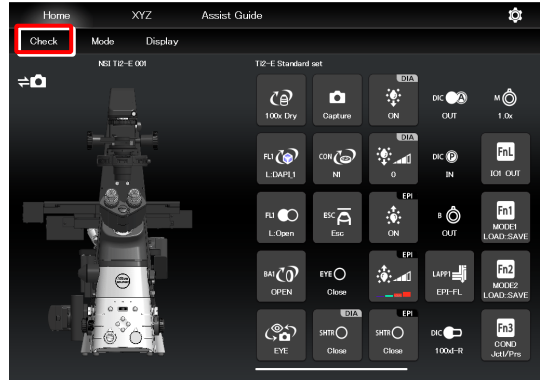 Home XYZ Assist Guide
Check Mode Display
NSI Ti2-E 001
Ti2-E Standard set
100x Dry
Capture
DIA
ON
DIC A
OUT
M
1.0x
FL1
L:DAPI_1
CON
N1
DIA
0
DIC P
IN
FnL
IO1 OUT
FL1
L:Open
ESC
Esc
EPI
ON
B
OUT
Fn1
MODE1
LOAD:SAVE
BA1
OPEN
EYE
Close
EPI
LAPP1
EPI-FL
Fn2
MODE2
LOAD:SAVE
EYE
DIA
SHTR
Close
EPI
SHTR
Close
DIC
100xI-R
Fn3
COND
Jctl/Prs